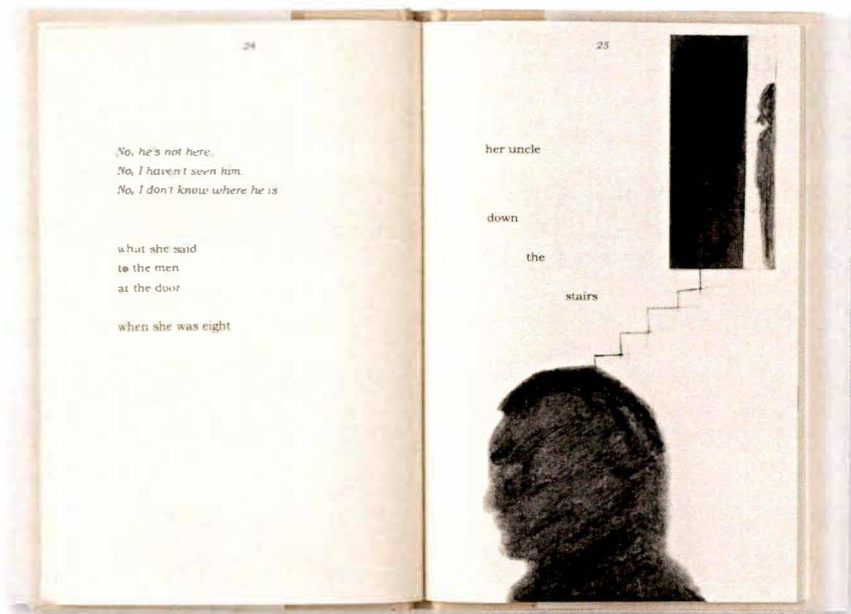 24
No, he's not here.
No, I haven't seen him.
No, I don't know where he is
what she said
to the men
at the door
when she was eight
25
her uncle
down
the
stairs